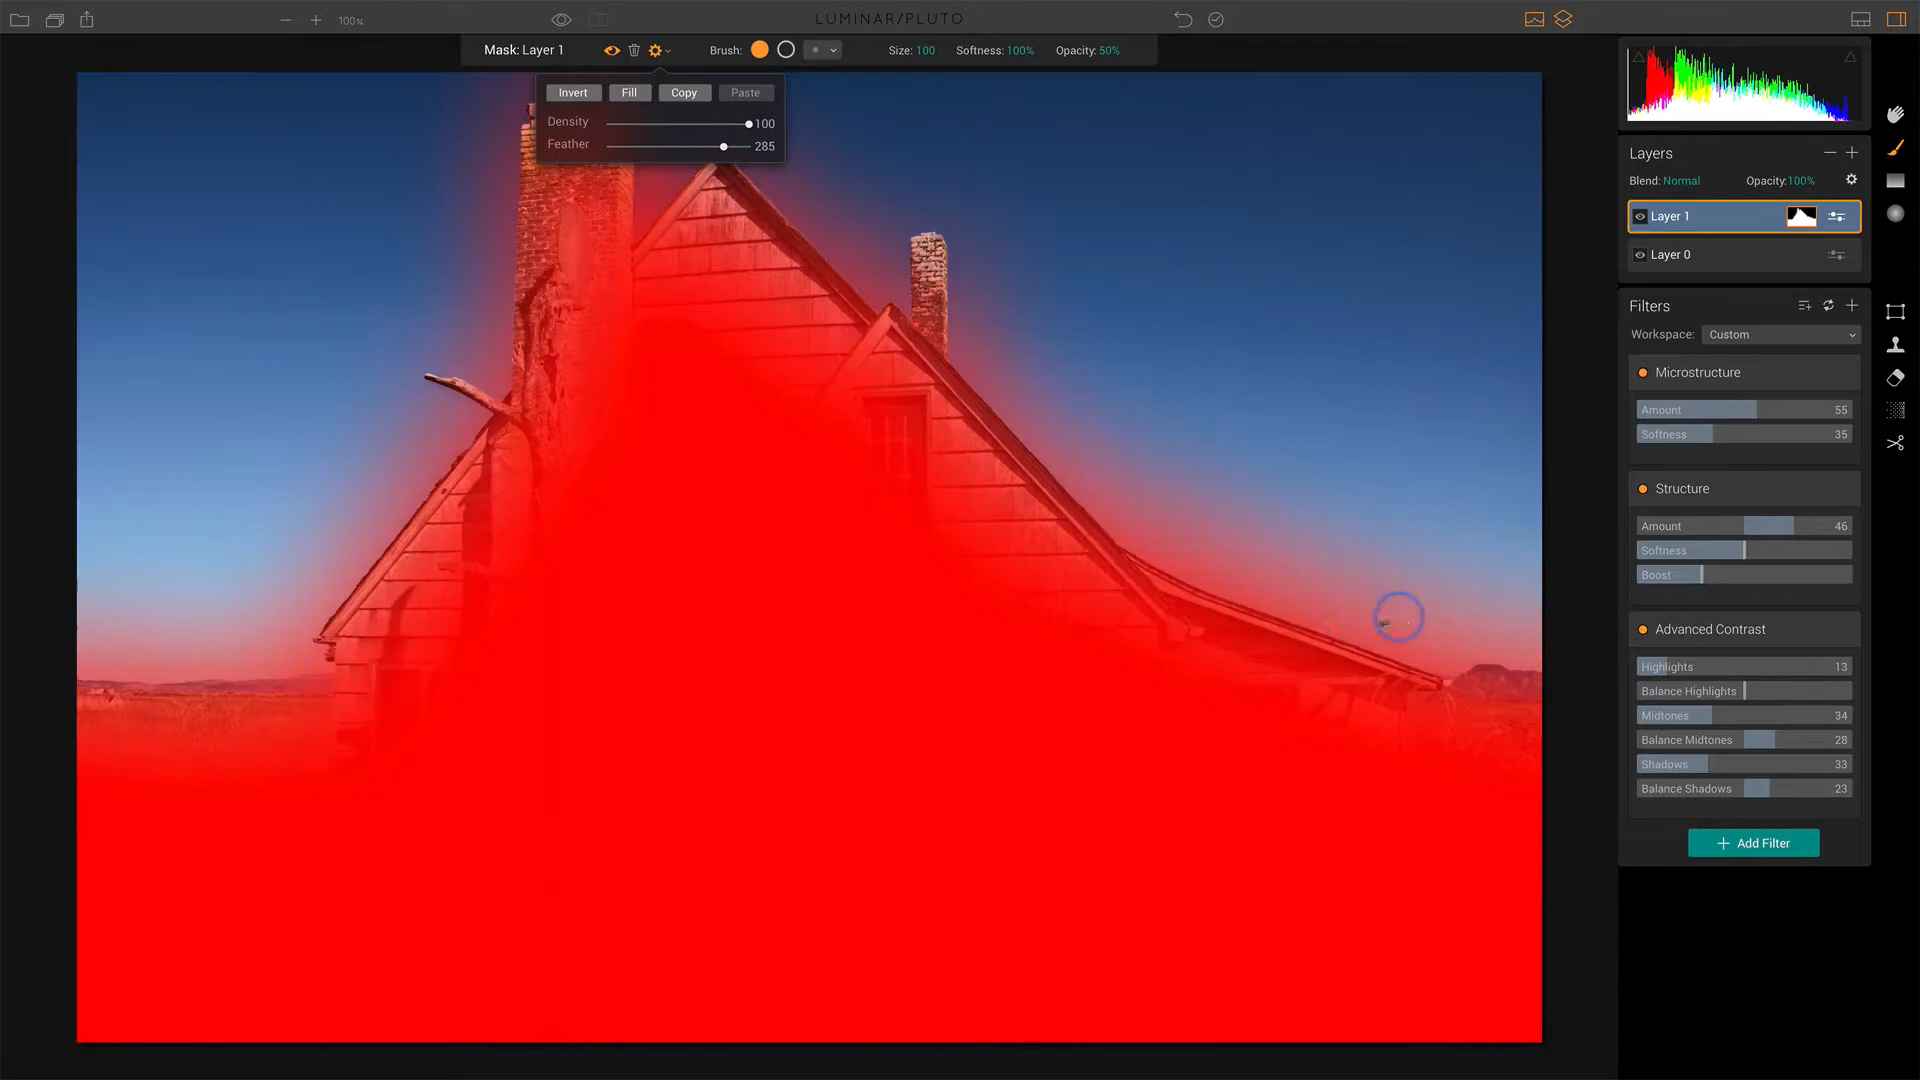 100%
LUMINAR/PLUTO
Mask: Layer 1
Brush:
Size: 100
Softness: 100%
Opacity: 50%
Invert
Fill
Copy
Paste
Density 100
Feather 285
Layers
Blend: Normal
Opacity:100%
Layer 1
Layer 0
Filters
Workspace: Custom
Microstructure
Amount 55
Softness 35
Structure
Amount 46
Softness
Boost
Advanced Contrast
Highlights 13
Balance Highlights
Midtones 34
Balance Midtones 28
Shadows 33
Balance Shadows 23
Add Filter